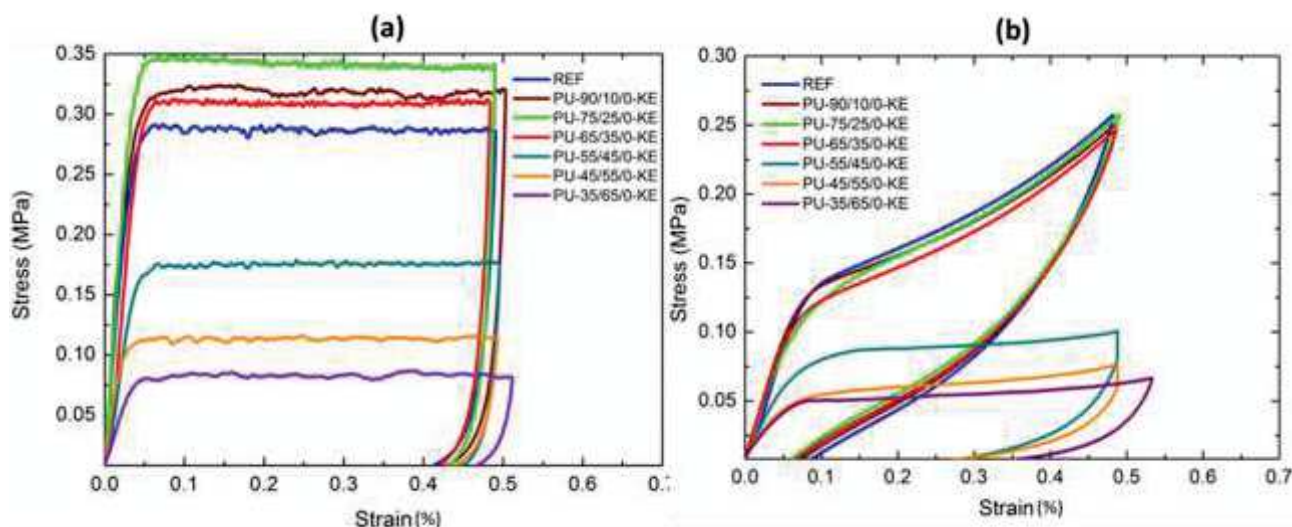 (a)
0.35
0.30
0.25
0.20
0.15
0.10
0.05
Stress (MPa)
REF
PU-90/10/0-KE
PU-75/25/0-KE
PU-65/35/0-KE
PU-55/45/0-KE
PU-45/55/0-KE
PU-35/65/0-KE
0.0 0.1 0.2 0.3 0.4 0.5 0.6 0.7
Strain(%)
(b)
0.30
0.25
0.20
0.15
0.10
0.05
Stress (MPa)
REF
PU-90/10/0-KE
PU-75/25/0-KE
PU-65/35/0-KE
PU-55/45/0-KE
PU-45/55/0-KE
PU-35/65/0-KE
0.0 0.1 0.2 0.3 0.4 0.5 0.6 0.7
Strain(%)